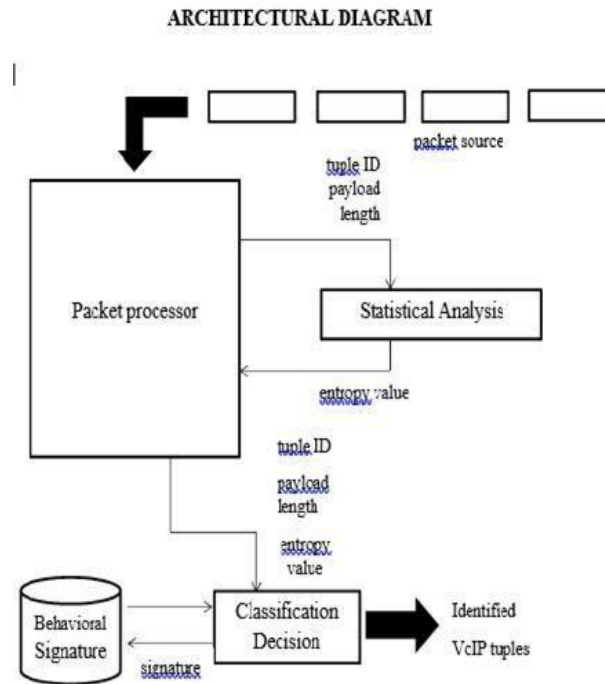 ARCHITECTURAL DIAGRAM
packet source
tuple ID
payload
length
Packet processor
Statistical Analysis
entropy value
tuple ID
payload
length
entropy
value
Behavioral
Signature
Classification
Decision
Identified
VcIP tuples
signature